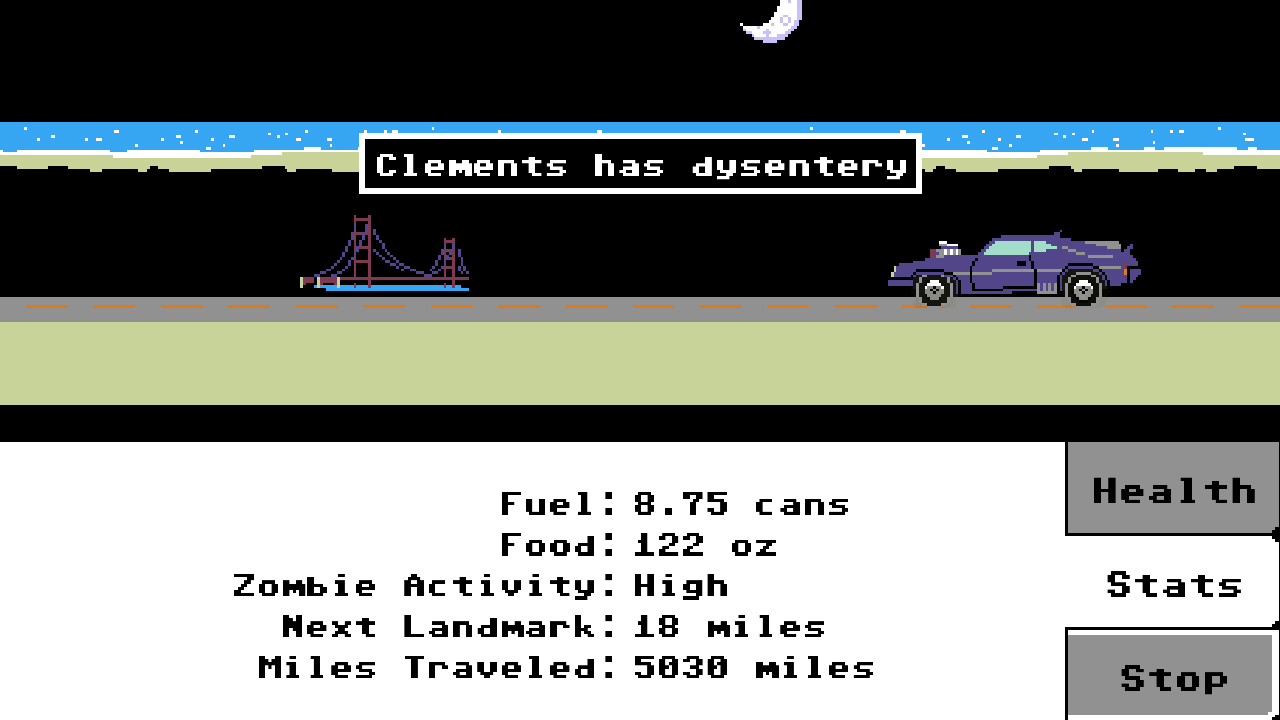 Clements has dysentery
Fuel: 8.75 cans
Food: 122 oz
Zombie Activity: High
Next Landmark: 18 miles
Miles Traveled: 5030 miles
Health
Stats
Stop